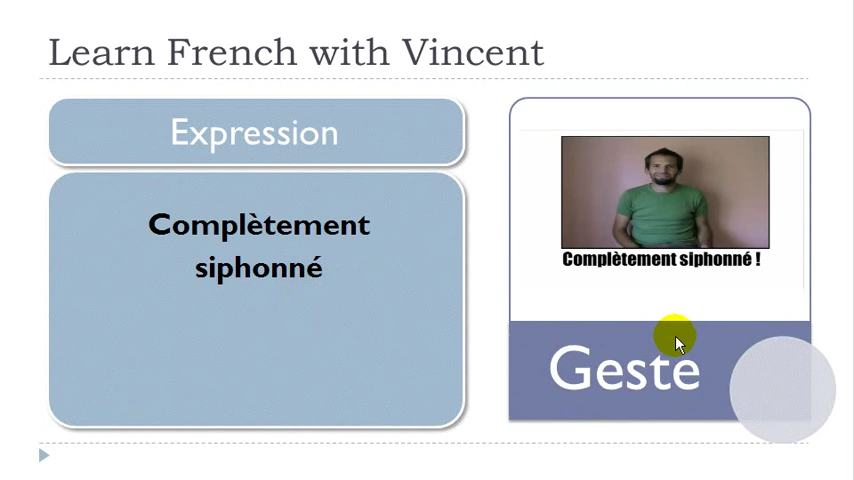 Learn French with Vincent
Expression
Complètement
siphonné
Complètement siphonné !
Geste